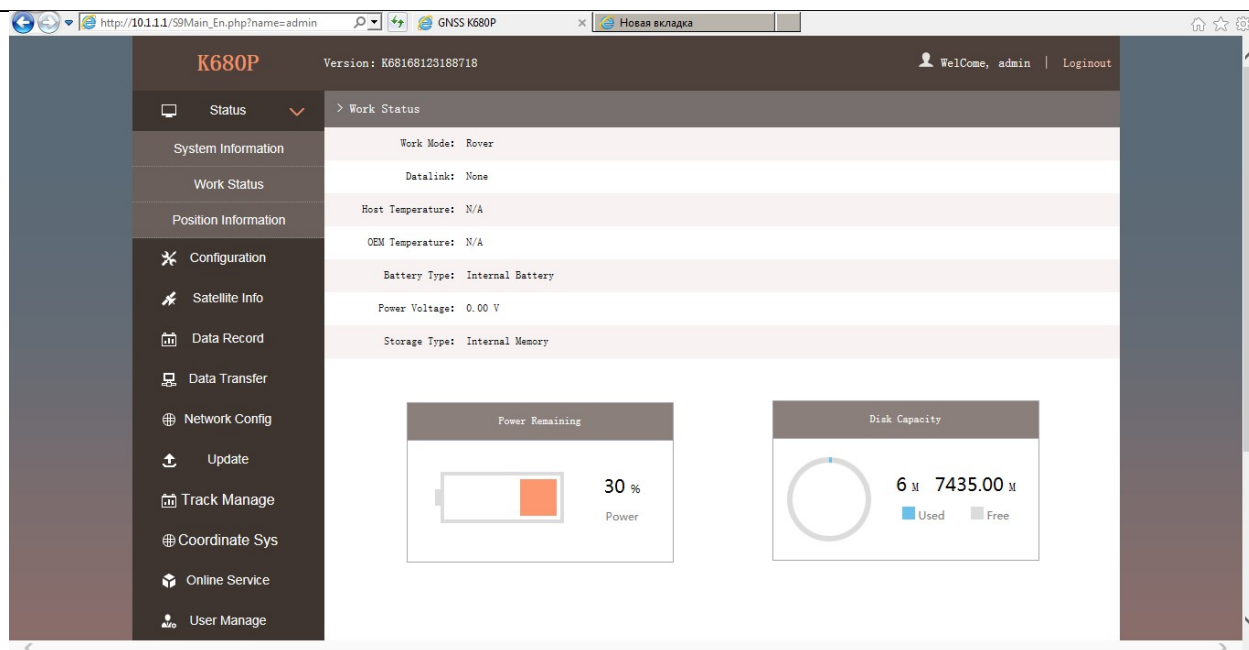 http://10.1.1.1/S9Main_En.php?name=admin
GNSS K680P
Новая вкладка
K680P
Version: K68168123188718
WelCome, admin | Loginout
Status
> Work Status
System Information
Work Status
Position Information
Configuration
Satellite Info
Data Record
Data Transfer
Network Config
Update
Track Manage
Coordinate Sys
Online Service
User Manage
Work Mode: Rover
Datalink: None
Host Temperature: N/A
OEM Temperature: N/A
Battery Type: Internal Battery
Power Voltage: 0.00 V
Storage Type: Internal Memory
Power Remaining
30 %
Power
Disk Capacity
6 M 7435.00 M
Used Free